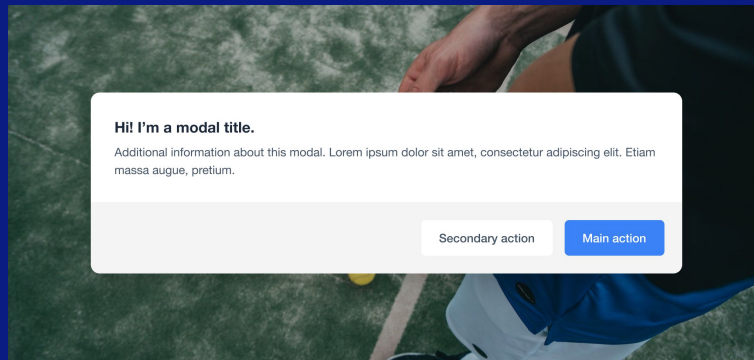 Hi! I’m a modal title.
Additional information about this modal. Lorem ipsum dolor sit amet, consectetur adipiscing elit. Etiam
massa augue, pretium.
Secondary action
Main action